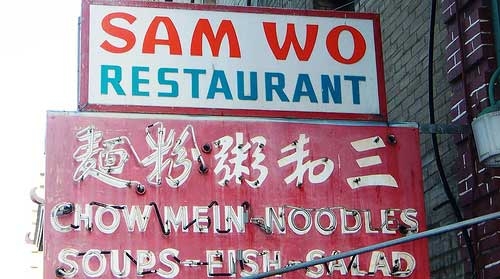 SAM WO
RESTAURANT
三和粥粉麵
CHOW MEIN - NOODLES
SOUPS - FISH - SALAD